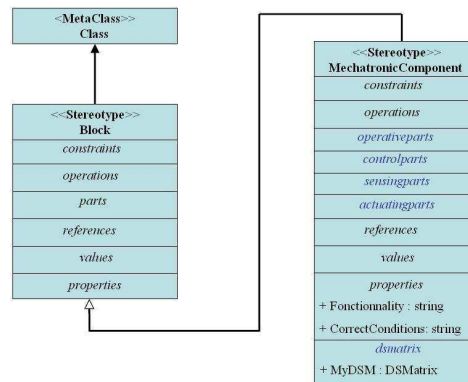 <MetaClass>>
Class
<<Stereotype>>
Block
constraints
operations
parts
references
values
properties
<<Stereotype>>
MechatronicComponent
constraints
operations
operativeparts
controlparts
sensingparts
actuatingparts
references
values
properties
+ Fonctionnality : string
+ CorrectConditions: string
dsmatrix
+ MyDSM : DSMatrix